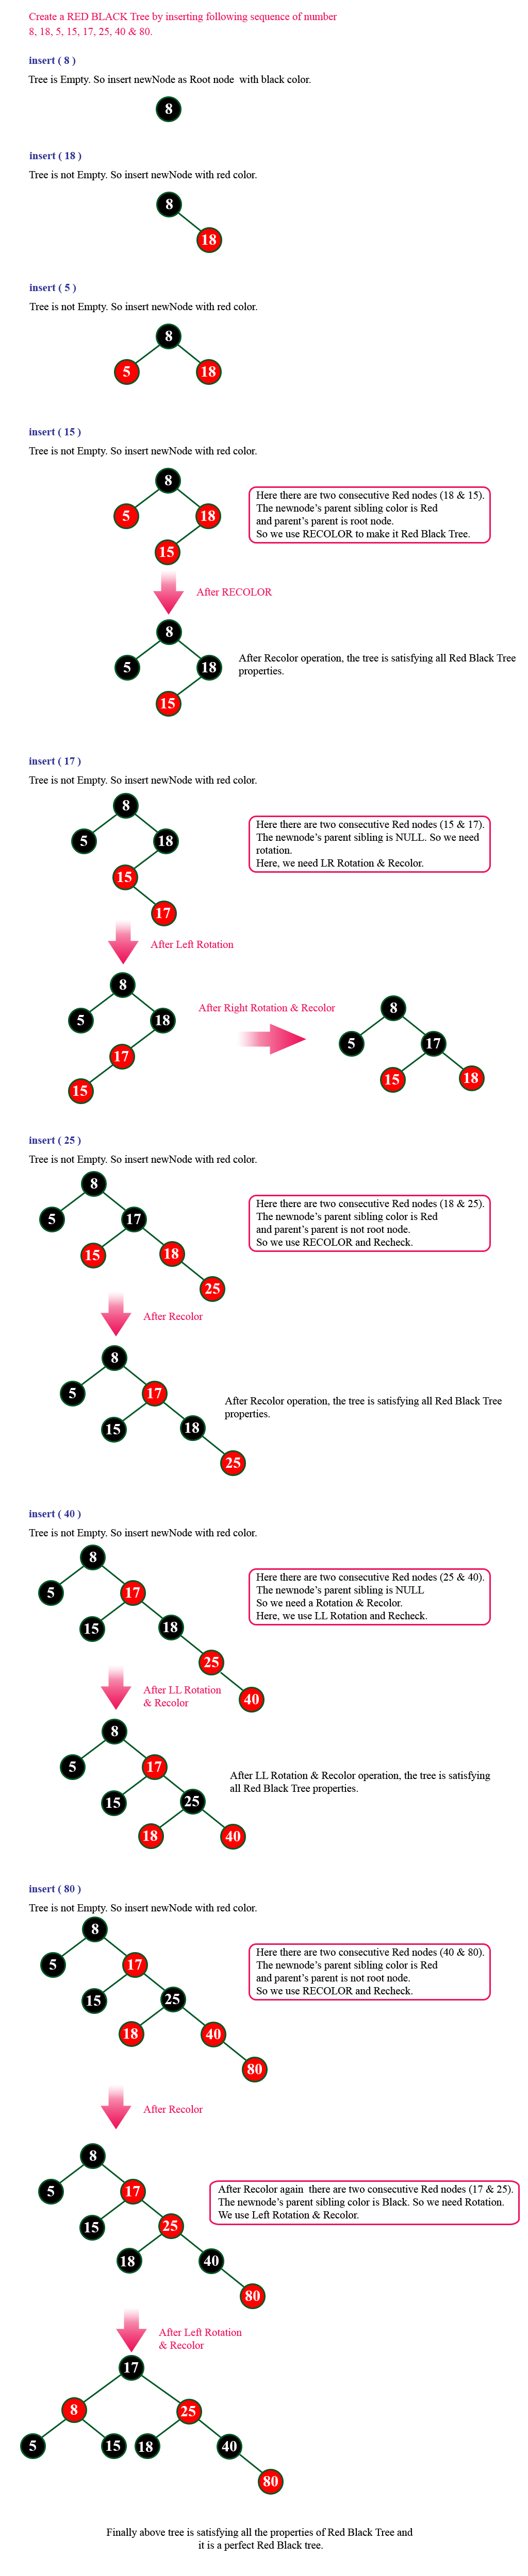 Create a RED BLACK Tree by inserting following sequence of number
8, 18, 5, 15, 17, 25, 40 & 80.
insert ( 8 )
Tree is Empty. So insert newNode as Root node with black color.
8
insert ( 18 )
Tree is not Empty. So insert newNode with red color.
8
18
insert ( 5 )
Tree is not Empty. So insert newNode with red color.
8
5 18
insert ( 15 )
Tree is not Empty. So insert newNode with red color.
8
5 18
15
Here there are two consecutive Red nodes (18 & 15).
The newnode's parent sibling color is Red
and parent's parent is root node.
So we use RECOLOR to make it Red Black Tree.
After RECOLOR
8
5 18
15
After Recolor operation, the tree is satisfying all Red Black Tree
properties.
insert ( 17 )
Tree is not Empty. So insert newNode with red color.
8
5 18
15
17
Here there are two consecutive Red nodes (15 & 17).
The newnode's parent sibling is NULL. So we need
rotation.
Here, we need LR Rotation & Recolor.
After Left Rotation
8
5 18
17
15
After Right Rotation & Recolor
8
5 17
15 18
insert ( 25 )
Tree is not Empty. So insert newNode with red color.
8
5 17
15 18
25
Here there are two consecutive Red nodes (18 & 25).
The newnode's parent sibling color is Red
and parent's parent is not root node.
So we use RECOLOR and Recheck.
After Recolor
8
5 17
15 18
25
After Recolor operation, the tree is satisfying all Red Black Tree
properties.
insert ( 40 )
Tree is not Empty. So insert newNode with red color.
8
5 17
15 18
25
40
Here there are two consecutive Red nodes (25 & 40).
The newnode's parent sibling is NULL
So we need a Rotation & Recolor.
Here, we use LL Rotation and Recheck.
After LL Rotation
& Recolor
8
5 17
15 25
18 40
After LL Rotation & Recolor operation, the tree is satisfying
all Red Black Tree properties.
insert ( 80 )
Tree is not Empty. So insert newNode with red color.
8
5 17
15 25
18 40
80
Here there are two consecutive Red nodes (40 & 80).
The newnode's parent sibling color is Red
and parent's parent is not root node.
So we use RECOLOR and Recheck.
After Recolor
8
5 17
15 25
18 40
80
After Recolor again there are two consecutive Red nodes (17 & 25).
The newnode's parent sibling color is Black. So we need Rotation.
We use Left Rotation & Recolor.
After Left Rotation
& Recolor
17
8 25
5 15 18 40
80
Finally above tree is satisfying all the properties of Red Black Tree and
it is a perfect Red Black tree.